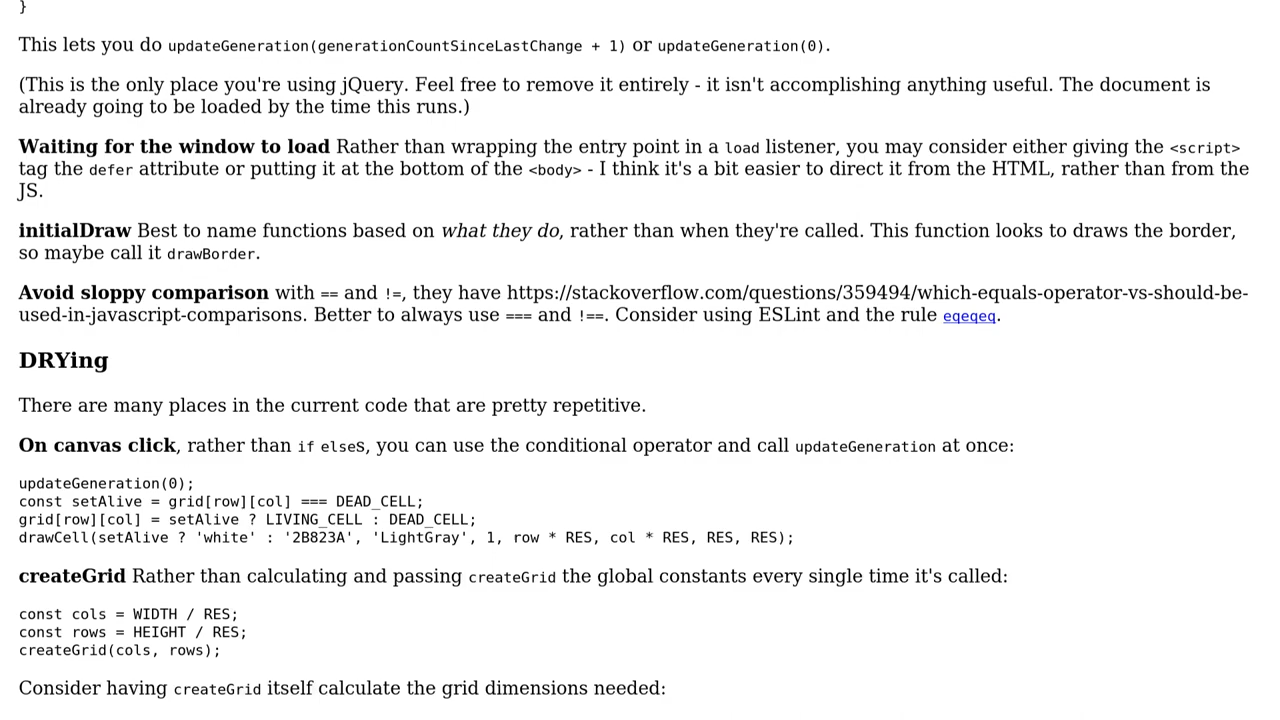 }
This lets you do updateGeneration(generationCountSinceLastChange + 1) or updateGeneration(0).
(This is the only place you're using jQuery. Feel free to remove it entirely - it isn't accomplishing anything useful. The document is
already going to be loaded by the time this runs.)
Waiting for the window to load Rather than wrapping the entry point in a load listener, you may consider either giving the <script>
tag the defer attribute or putting it at the bottom of the <body> - I think it's a bit easier to direct it from the HTML, rather than from the
JS.
initialDraw Best to name functions based on what they do, rather than when they're called. This function looks to draws the border,
so maybe call it drawBorder.
Avoid sloppy comparison with == and !=, they have https://stackoverflow.com/questions/359494/which-equals-operator-vs-should-be-
used-in-javascript-comparisons. Better to always use === and !==. Consider using ESLint and the rule eqeqeq.
DRYing
There are many places in the current code that are pretty repetitive.
On canvas click, rather than if elses, you can use the conditional operator and call updateGeneration at once:
updateGeneration(0);
const setAlive = grid[row][col] === DEAD_CELL;
grid[row][col] = setAlive ? LIVING_CELL : DEAD_CELL;
drawCell(setAlive ? 'white' : '2B823A', 'LightGray', 1, row * RES, col * RES, RES, RES);
createGrid Rather than calculating and passing createGrid the global constants every single time it's called:
const cols = WIDTH / RES;
const rows = HEIGHT / RES;
createGrid(cols, rows);
Consider having createGrid itself calculate the grid dimensions needed: